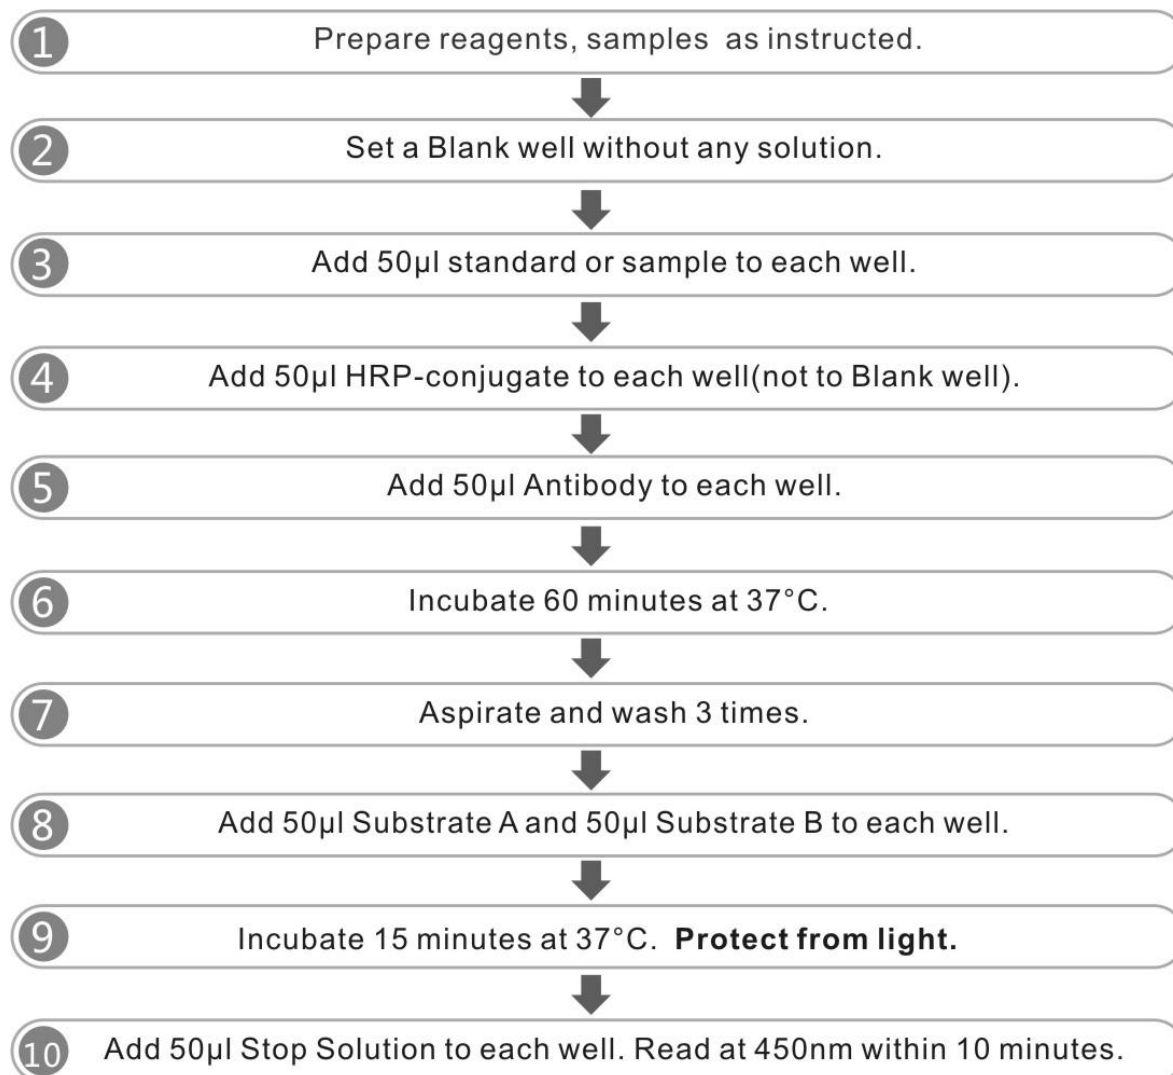 1 Prepare reagents, samples as instructed.
2 Set a Blank well without any solution.
3 Add 50µl standard or sample to each well.
4 Add 50µl HRP-conjugate to each well(not to Blank well).
5 Add 50µl Antibody to each well.
6 Incubate 60 minutes at 37°C.
7 Aspirate and wash 3 times.
8 Add 50µl Substrate A and 50µl Substrate B to each well.
9 Incubate 15 minutes at 37°C. Protect from light.
10 Add 50µl Stop Solution to each well. Read at 450nm within 10 minutes.